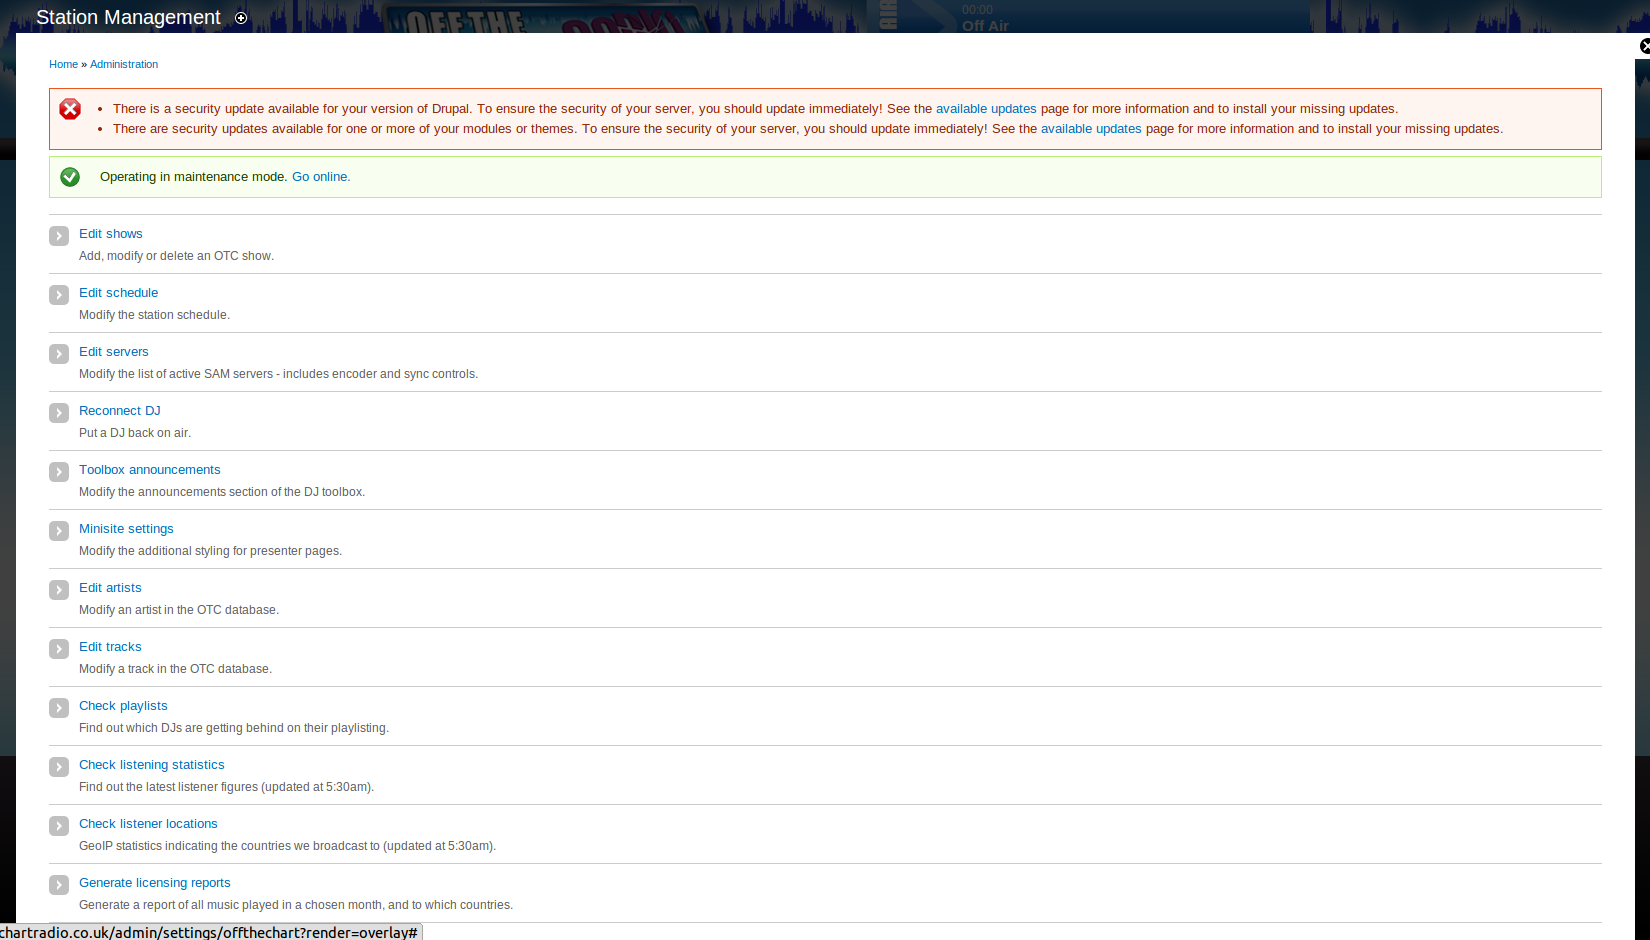 Station Management
OFF THE
AIR
00:00
Off Air
Home » Administration
There is a security update available for your version of Drupal. To ensure the security of your server, you should update immediately! See the available updates page for more information and to install your missing updates.
There are security updates available for one or more of your modules or themes. To ensure the security of your server, you should update immediately! See the available updates page for more information and to install your missing updates.
Operating in maintenance mode. Go online.
Edit shows
Add, modify or delete an OTC show.
Edit schedule
Modify the station schedule.
Edit servers
Modify the list of active SAM servers - includes encoder and sync controls.
Reconnect DJ
Put a DJ back on air.
Toolbox announcements
Modify the announcements section of the DJ toolbox.
Minisite settings
Modify the additional styling for presenter pages.
Edit artists
Modify an artist in the OTC database.
Edit tracks
Modify a track in the OTC database.
Check playlists
Find out which DJs are getting behind on their playlisting.
Check listening statistics
Find out the latest listener figures (updated at 5:30am).
Check listener locations
GeoIP statistics indicating the countries we broadcast to (updated at 5:30am).
Generate licensing reports
Generate a report of all music played in a chosen month, and to which countries.
chartradio.co.uk/admin/settings/offthechart?render=overlay#